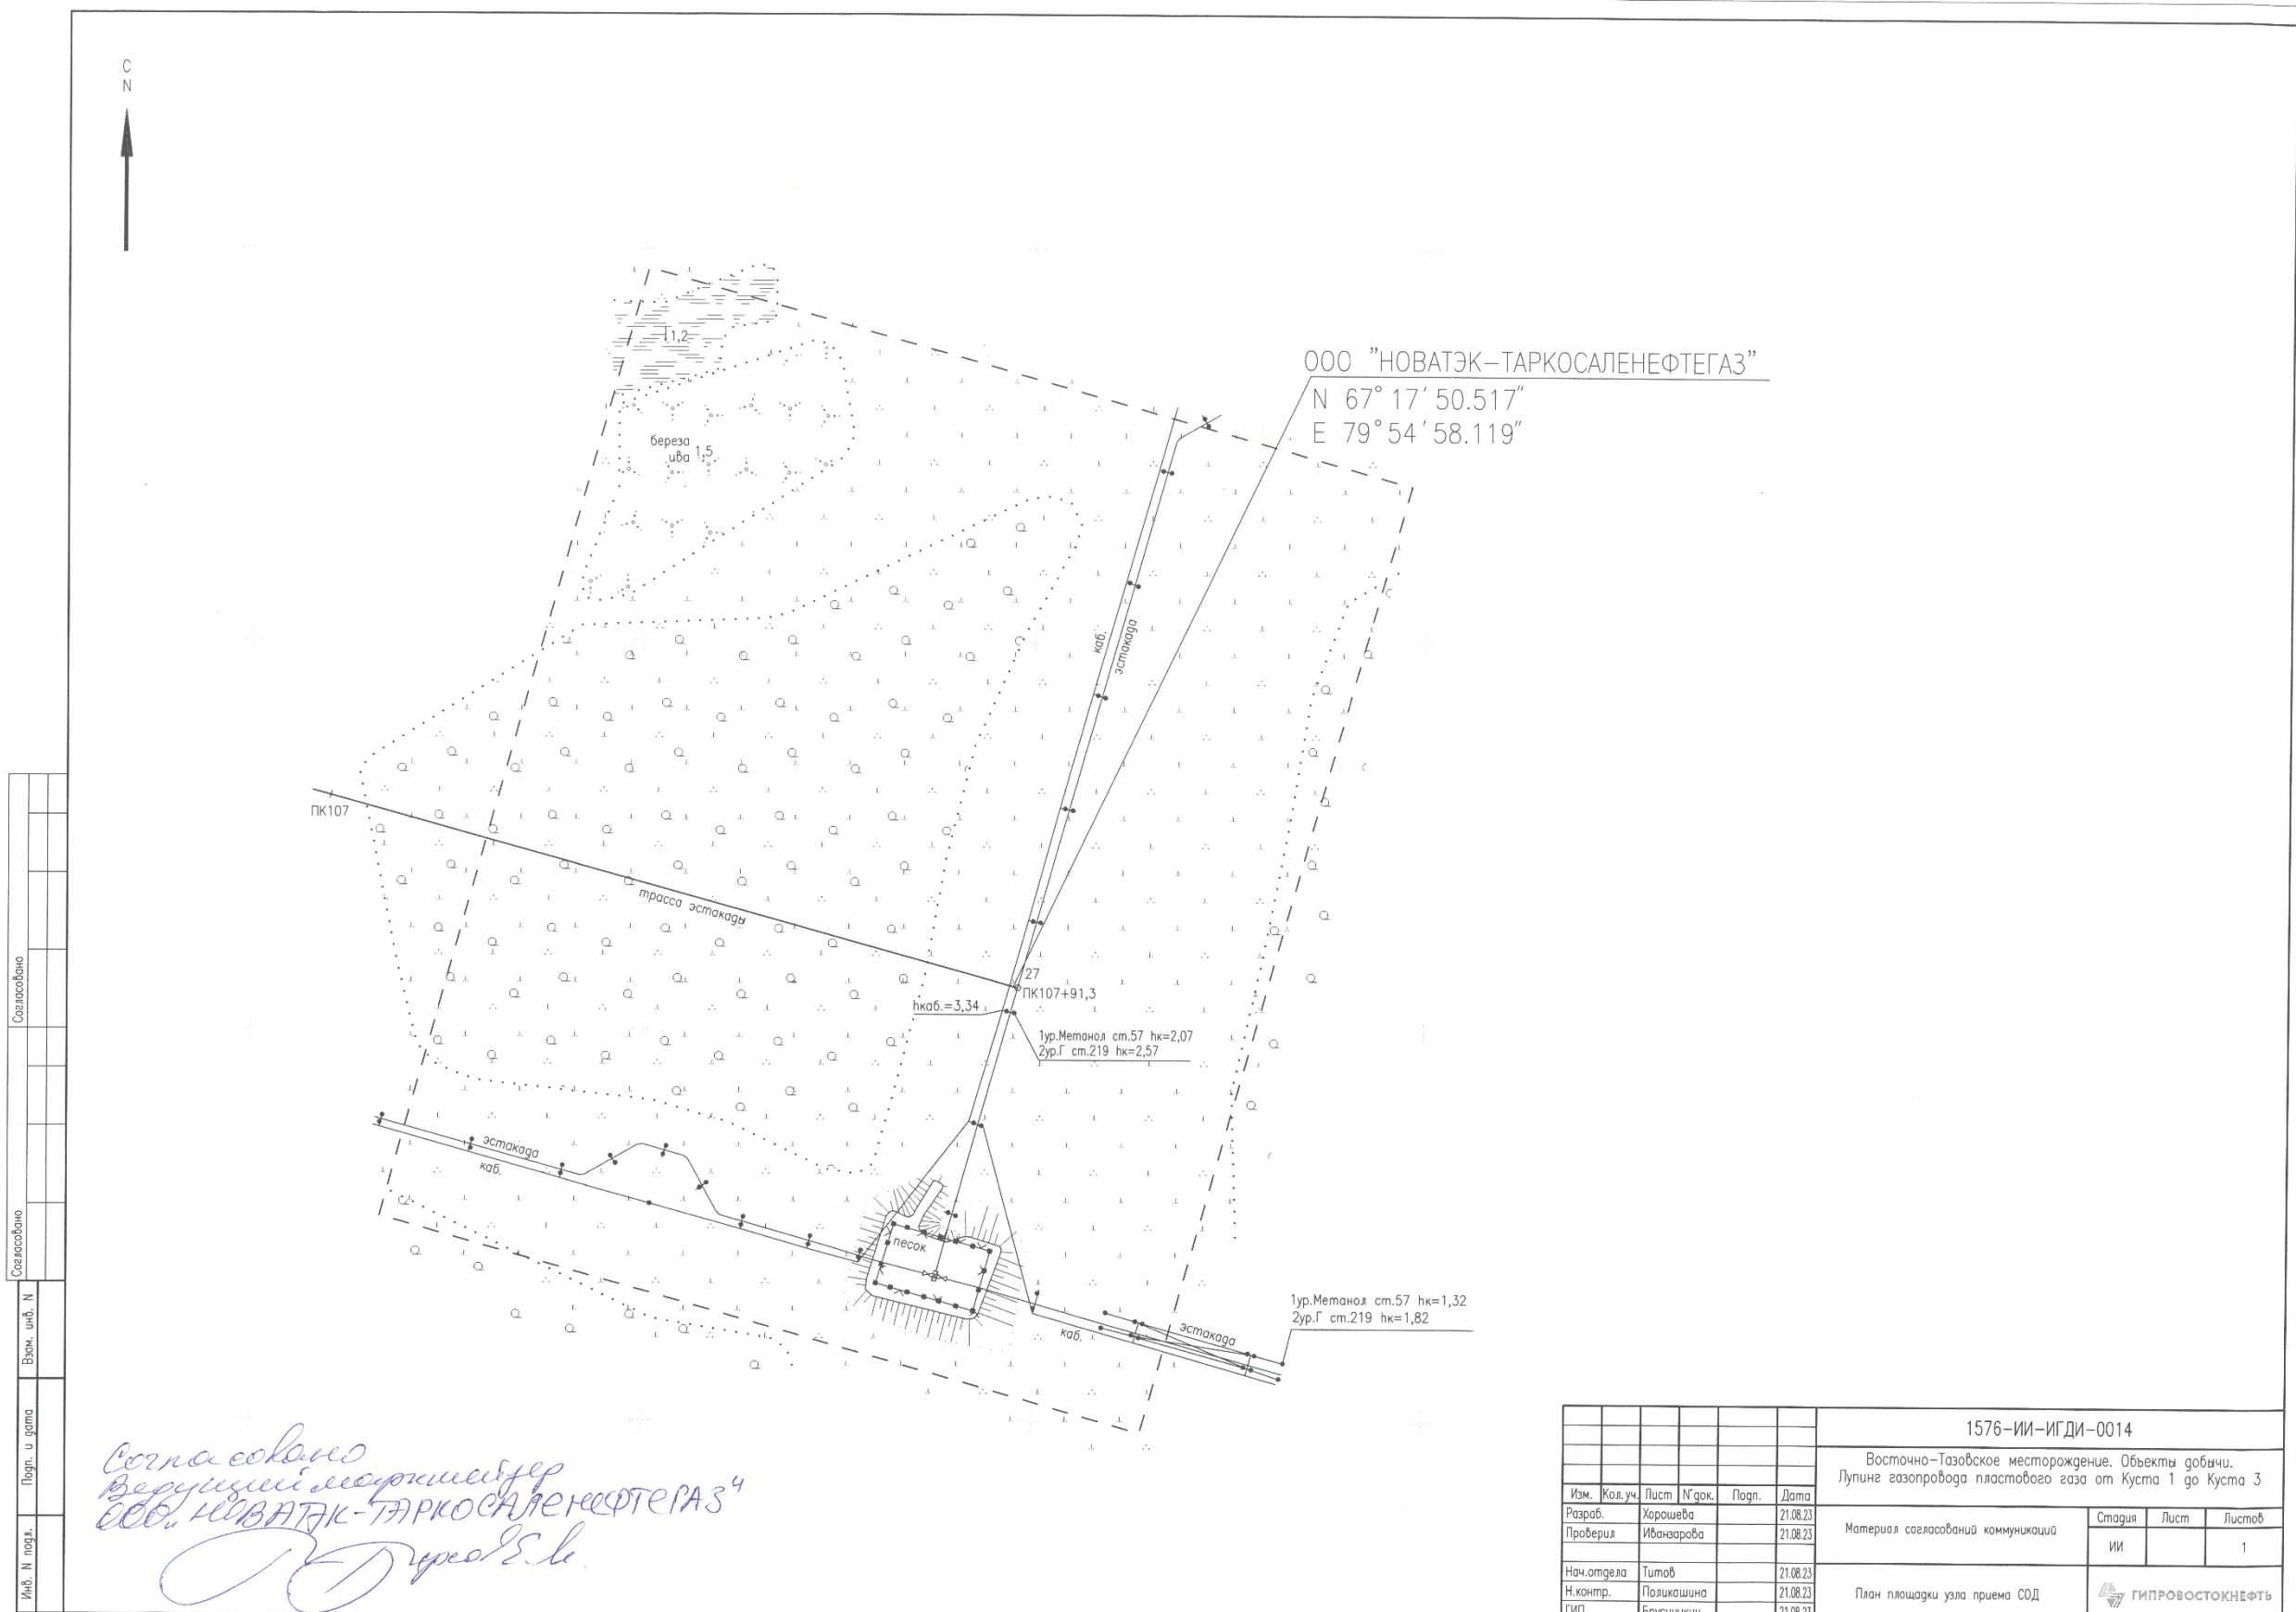 С
N
1,2
береза
ива 1,5
ООО "НОВАТЭК-ТАРКОСАЛЕНЕФТЕГАЗ"
N 67° 17' 50.517"
E 79° 54' 58.119"
каб.
эстакада
ПК107
трасса эстакады
27
ПК107+91,3
hкаб.=3,34
1ур.Метанол ст.57 hк=2,07
2ур.Г ст.219 hк=2,57
эстакада
каб.
песок
1ур.Метанол ст.57 hк=1,32
2ур.Г ст.219 hк=1,82
эстакада
каб.
Согласовано
Согласовано
Взам. инв. N
Подп. и дата
Инв. N подл.
Согласовано
Ведущий маркшейдер
ООО „НОВАТЭК-ТАРКОСАЛЕНЕФТЕГАЗ"
1576-ИИ-ИГДИ-0014
Восточно-Тазовское месторождение. Объекты добычи.
Лупинг газопровода пластового газа от Куста 1 до Куста 3
Изм. Кол.уч. Лист N°док. Подп. Дата
Разраб. Хорошева 21.08.23
Проверил Иванзарова 21.08.23
Материал согласований коммуникаций
Стадия Лист Листов
ИИ 1
Нач.отдела Титов 21.08.23
Н.контр. Поликашина 21.08.23
ГИП 21.08.23
План площадки узла приема СОД
ГИПРОВОСТОКНЕФТЬ